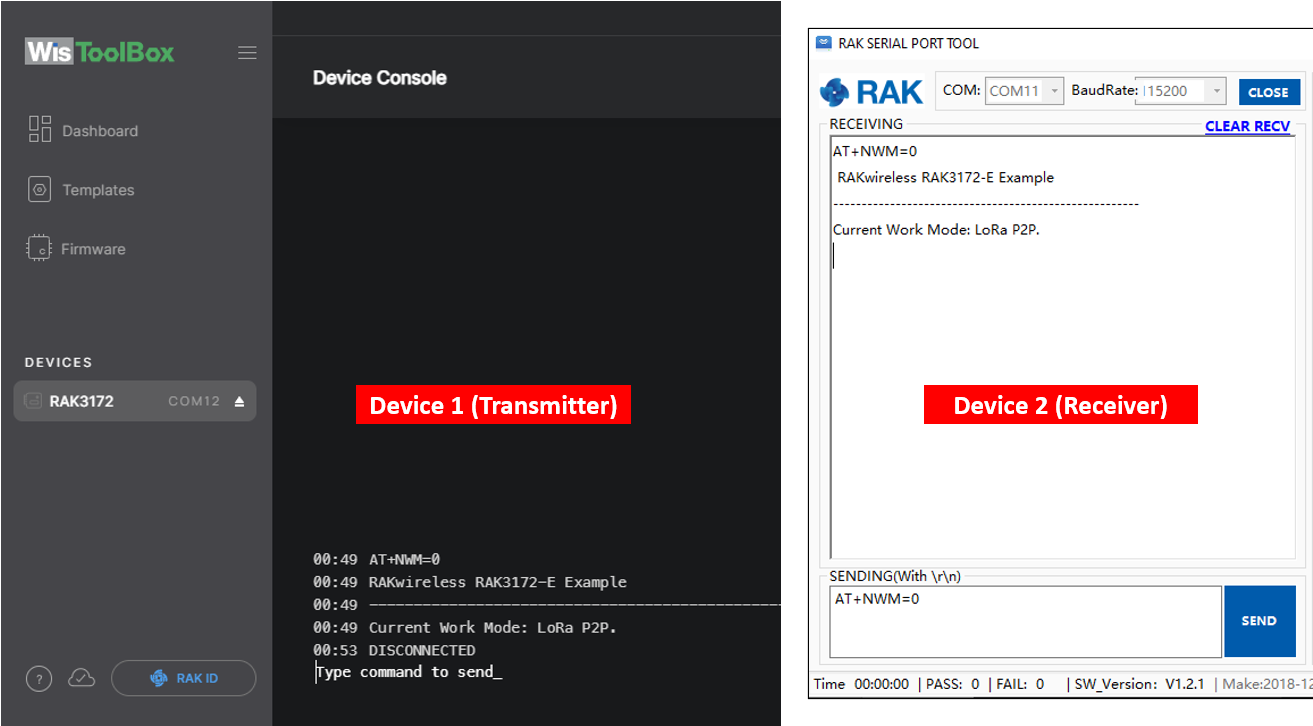 WisToolBox
Dashboard
Templates
Firmware
DEVICES
RAK3172 COM12
?
RAK ID
Device Console
Device 1 (Transmitter)
00:49 AT+NWM=0
00:49 RAKwireless RAK3172-E Example
00:49 ------------------------------------------------
00:49 Current Work Mode: LoRa P2P.
00:53 DISCONNECTED
Type command to send_
RAK SERIAL PORT TOOL
RAK COM: COM11 BaudRate: 115200 CLOSE
RECEIVING
CLEAR RECV
AT+NWM=0
RAKwireless RAK3172-E Example
------------------------------------------------------
Current Work Mode: LoRa P2P.
Device 2 (Receiver)
SENDING(With \r\n)
AT+NWM=0
SEND
Time 00:00:00 | PASS: 0 | FAIL: 0 | SW_Version: V1.2.1 | Make:2018-12